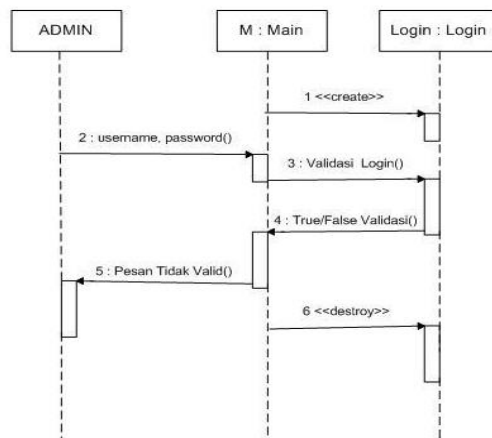 ADMIN
M : Main
Login : Login
1 <<create>>
2 : username, password()
3 : Validasi Login()
4 : True/False Validasi()
5 : Pesan Tidak Valid()
6 <<destroy>>